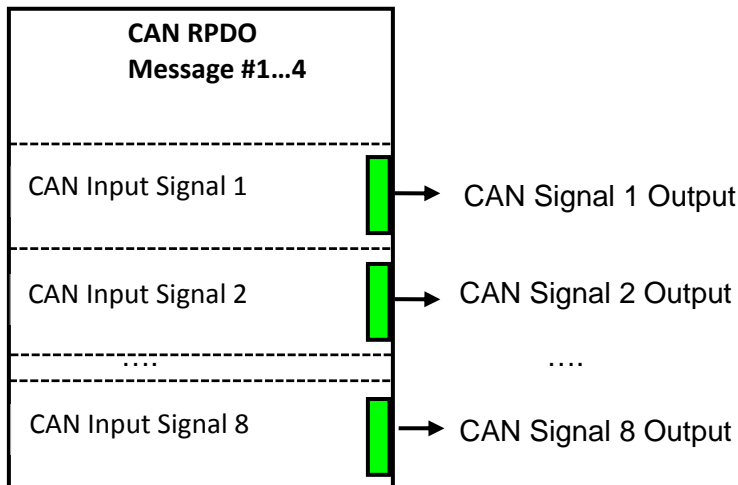 CAN RPDO
Message #1…4
CAN Input Signal 1
CAN Signal 1 Output
CAN Input Signal 2
CAN Signal 2 Output
….
….
CAN Input Signal 8
CAN Signal 8 Output